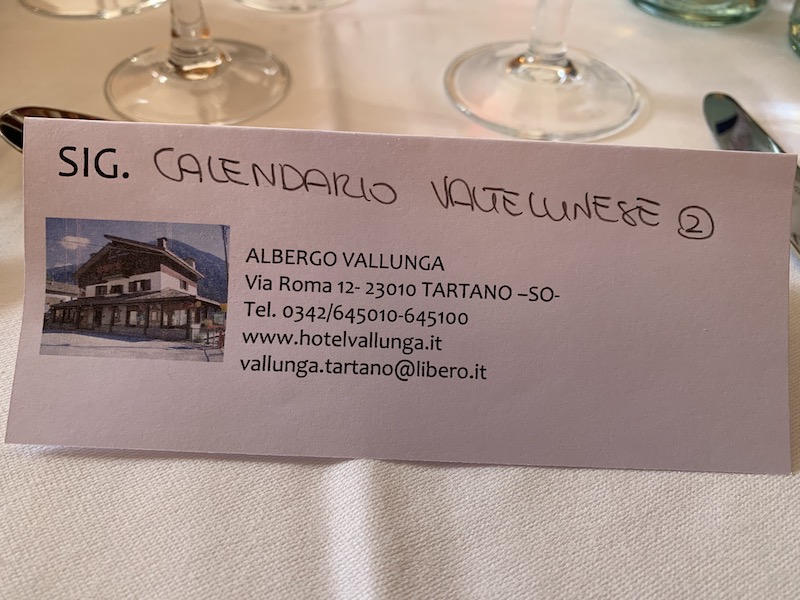 SIG. CALENDARIO VALTELLINESE ②
ALBERGO VALLUNGA
Via Roma 12- 23010 TARTANO –SO-
Tel. 0342/645010-645100
www.hotelvallunga.it
vallunga.tartano@libero.it